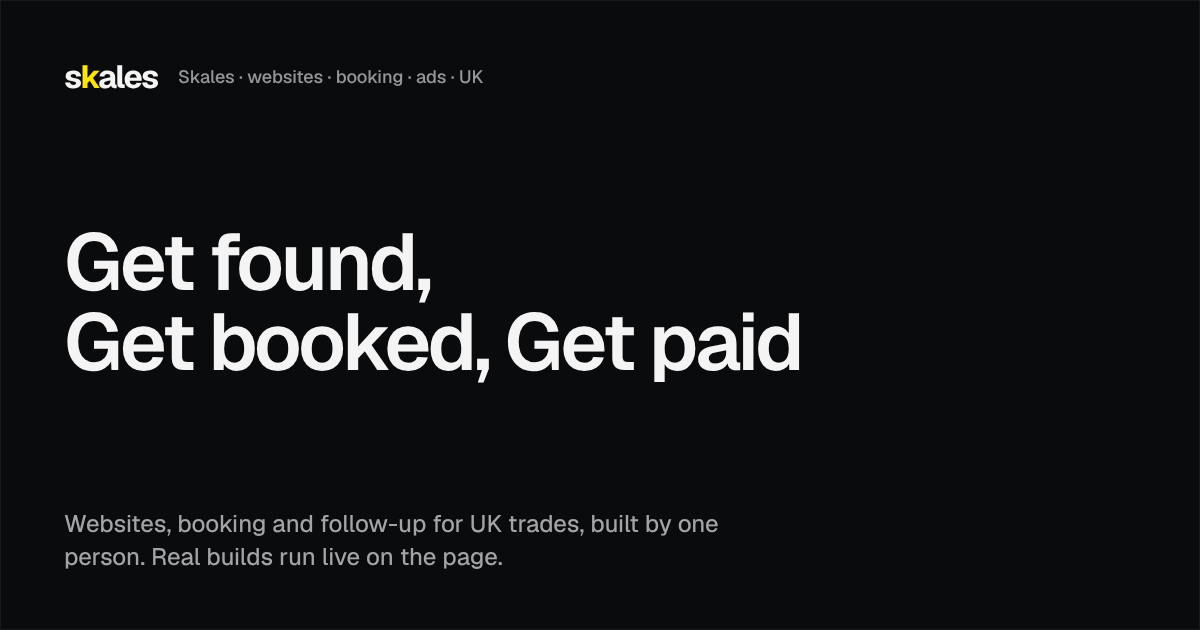 skales
Skales · websites · booking · ads · UK
Get found,
Get booked, Get paid
Websites, booking and follow-up for UK trades, built by one
person. Real builds run live on the page.